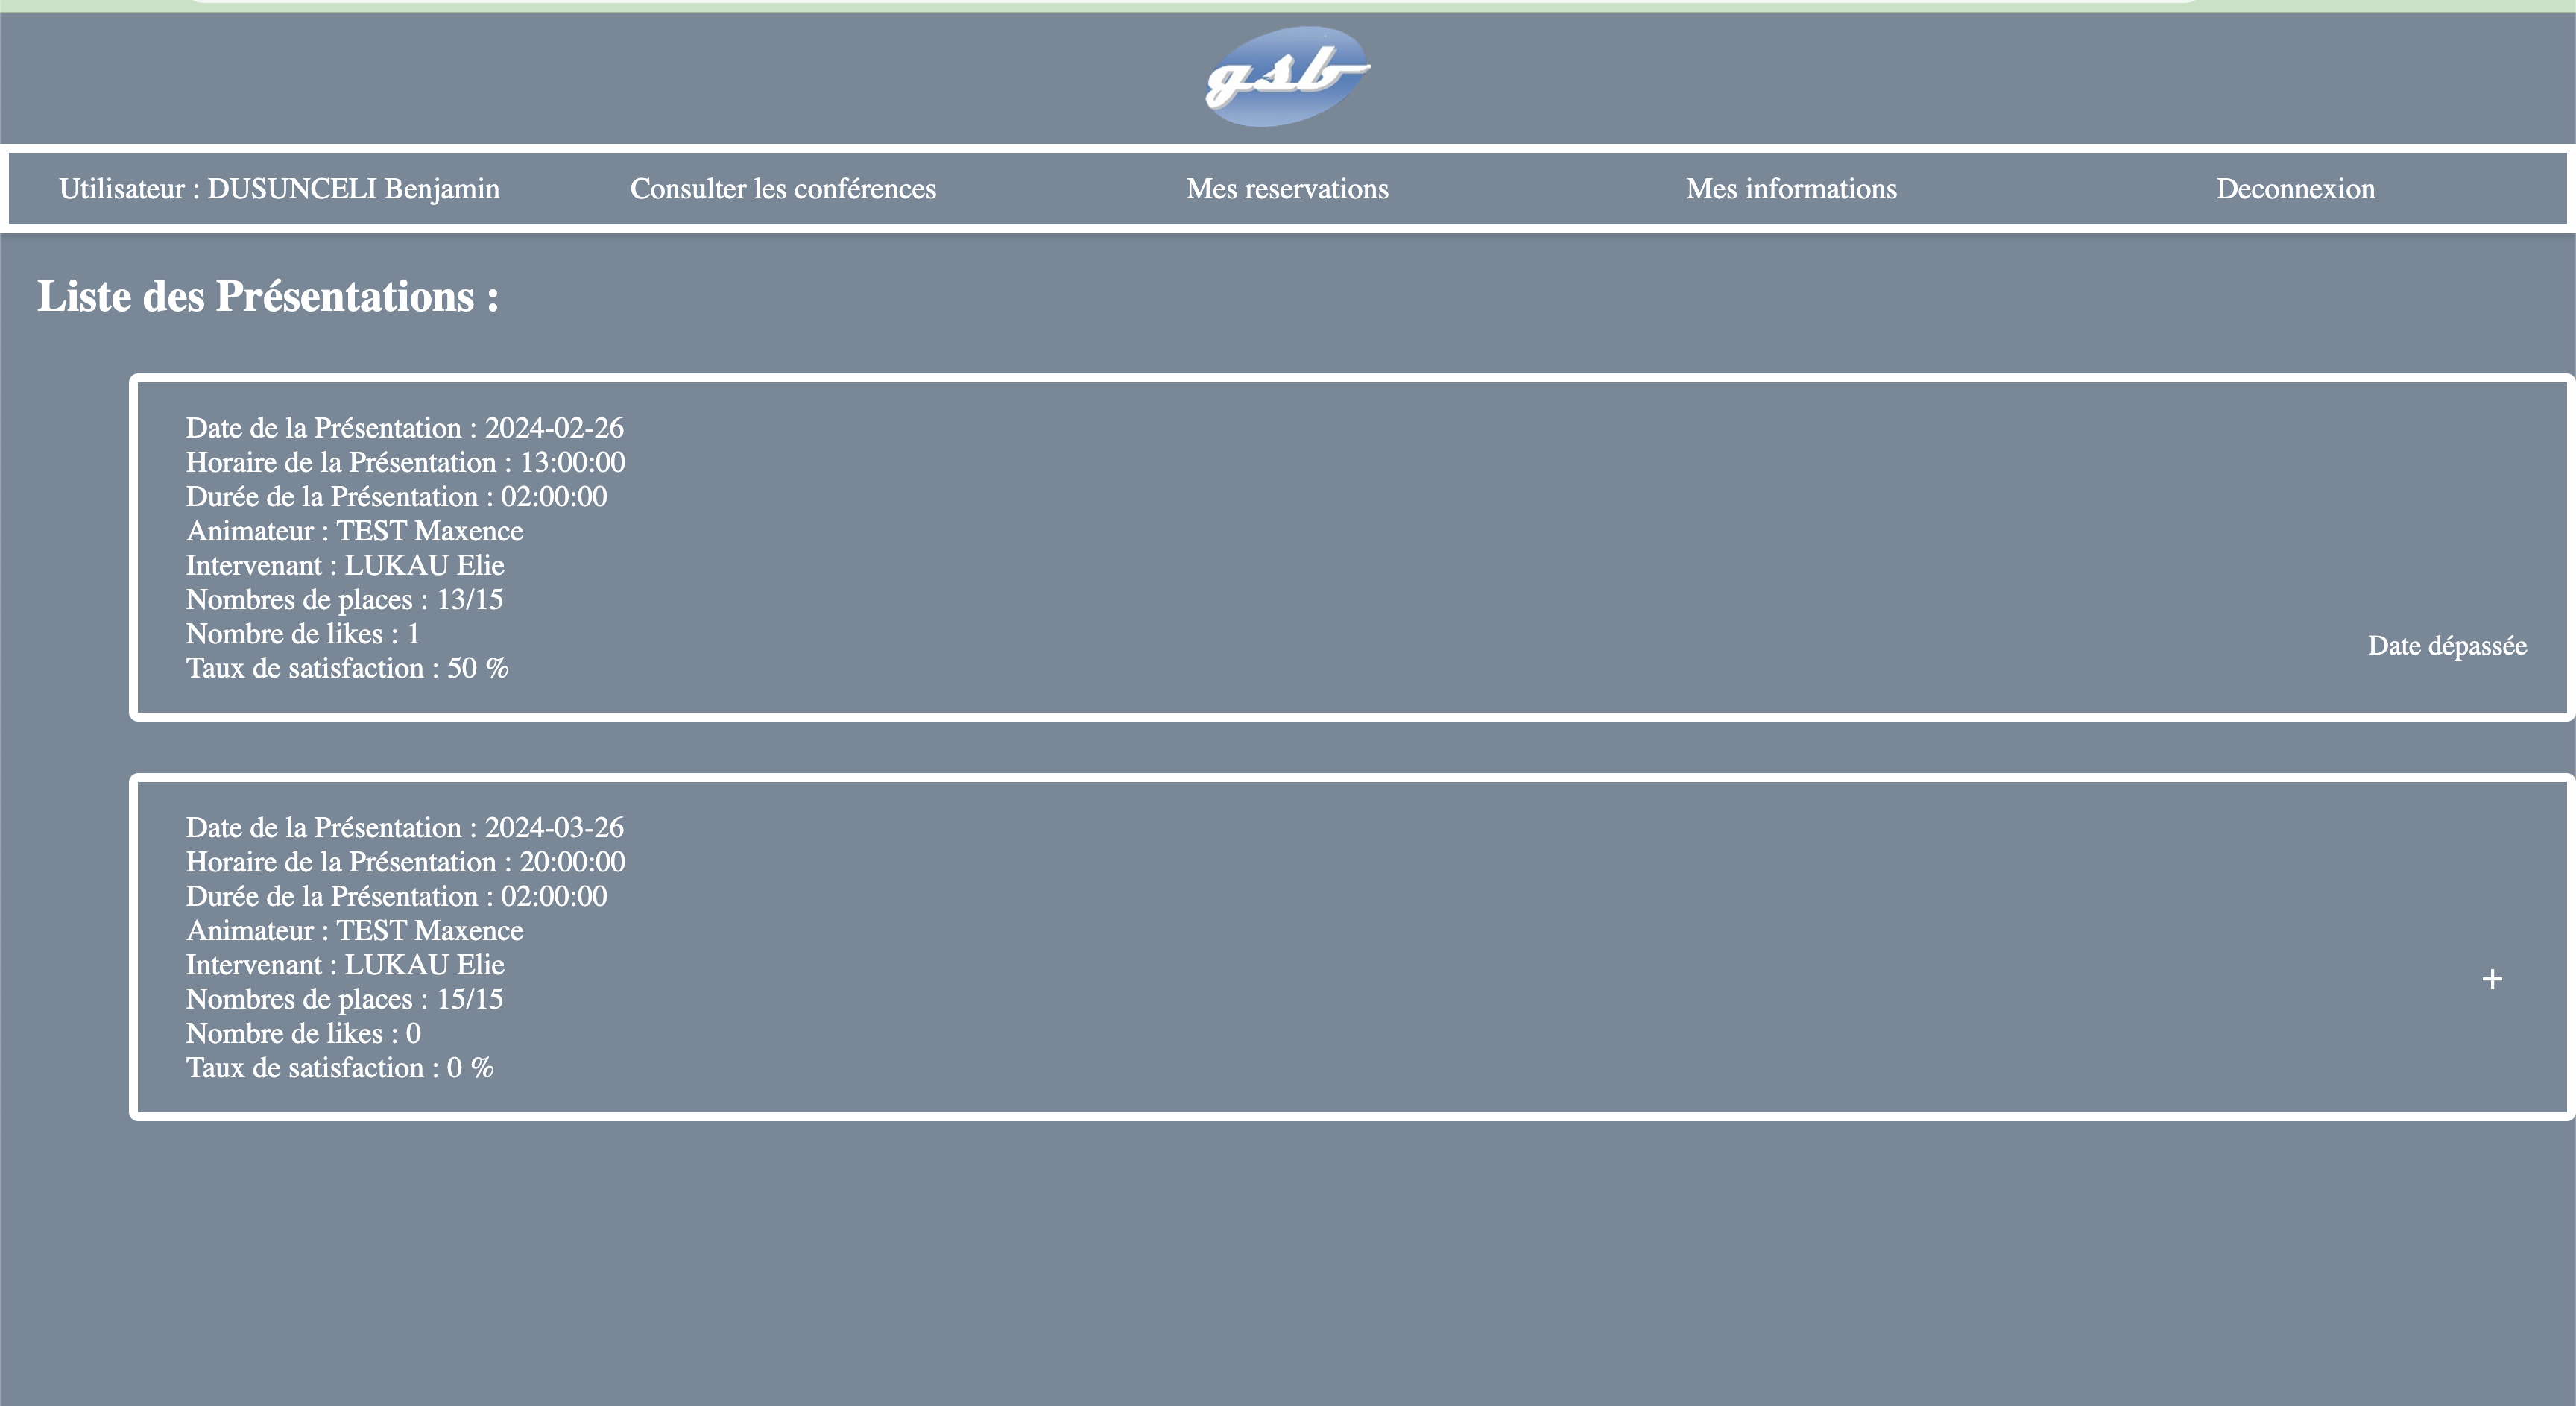 gsb
Utilisateur : DUSUNCELI Benjamin
Consulter les conférences
Mes reservations
Mes informations
Deconnexion
Liste des Présentations :
Date de la Présentation : 2024-02-26
Horaire de la Présentation : 13:00:00
Durée de la Présentation : 02:00:00
Animateur : TEST Maxence
Intervenant : LUKAU Elie
Nombres de places : 13/15
Nombre de likes : 1
Taux de satisfaction : 50 %
Date dépassée
Date de la Présentation : 2024-03-26
Horaire de la Présentation : 20:00:00
Durée de la Présentation : 02:00:00
Animateur : TEST Maxence
Intervenant : LUKAU Elie
Nombres de places : 15/15
Nombre de likes : 0
Taux de satisfaction : 0 %
+